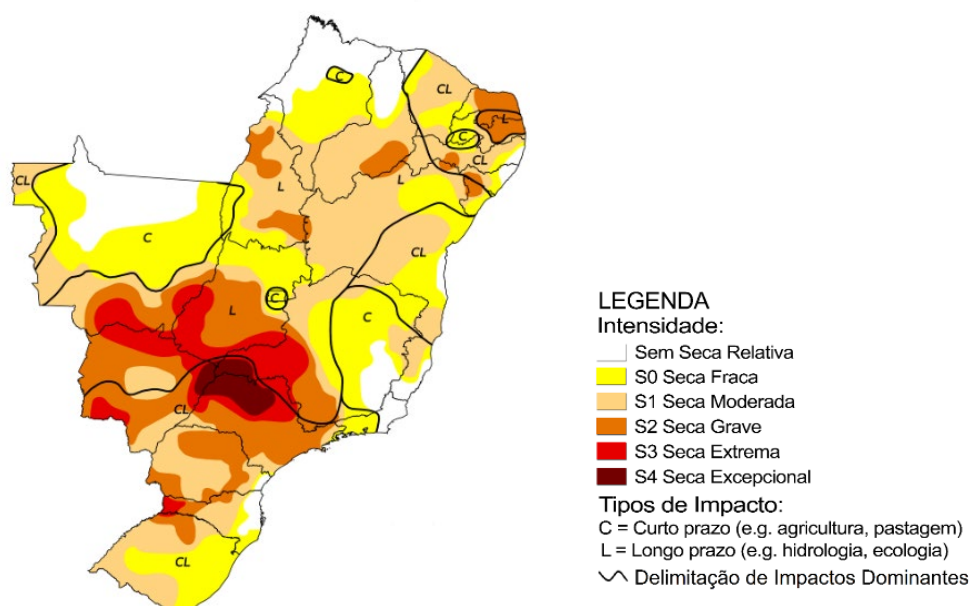 C
CL
L
C
CL
L
L
CL
C
CL
L
C
C
CL
CL
LEGENDA
Intensidade:
Sem Seca Relativa
S0 Seca Fraca
S1 Seca Moderada
S2 Seca Grave
S3 Seca Extrema
S4 Seca Excepcional
Tipos de Impacto:
C = Curto prazo (e.g. agricultura, pastagem)
L = Longo prazo (e.g. hidrologia, ecologia)
Delimitação de Impactos Dominantes